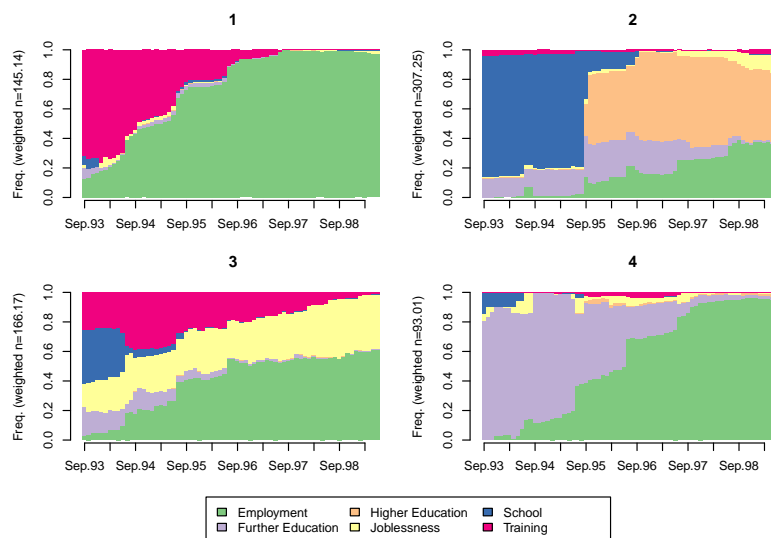 1
2
Freq. (weighted n=145.14)
0.0 0.2 0.4 0.6 0.8 1.0
Sep.93 Sep.94 Sep.95 Sep.96 Sep.97 Sep.98
Freq. (weighted n=307.25)
0.0 0.2 0.4 0.6 0.8 1.0
Sep.93 Sep.94 Sep.95 Sep.96 Sep.97 Sep.98
3
4
Freq. (weighted n=166.17)
0.0 0.2 0.4 0.6 0.8 1.0
Sep.93 Sep.94 Sep.95 Sep.96 Sep.97 Sep.98
Freq. (weighted n=93.01)
0.0 0.2 0.4 0.6 0.8 1.0
Sep.93 Sep.94 Sep.95 Sep.96 Sep.97 Sep.98
Employment Higher Education School
Further Education Joblessness Training